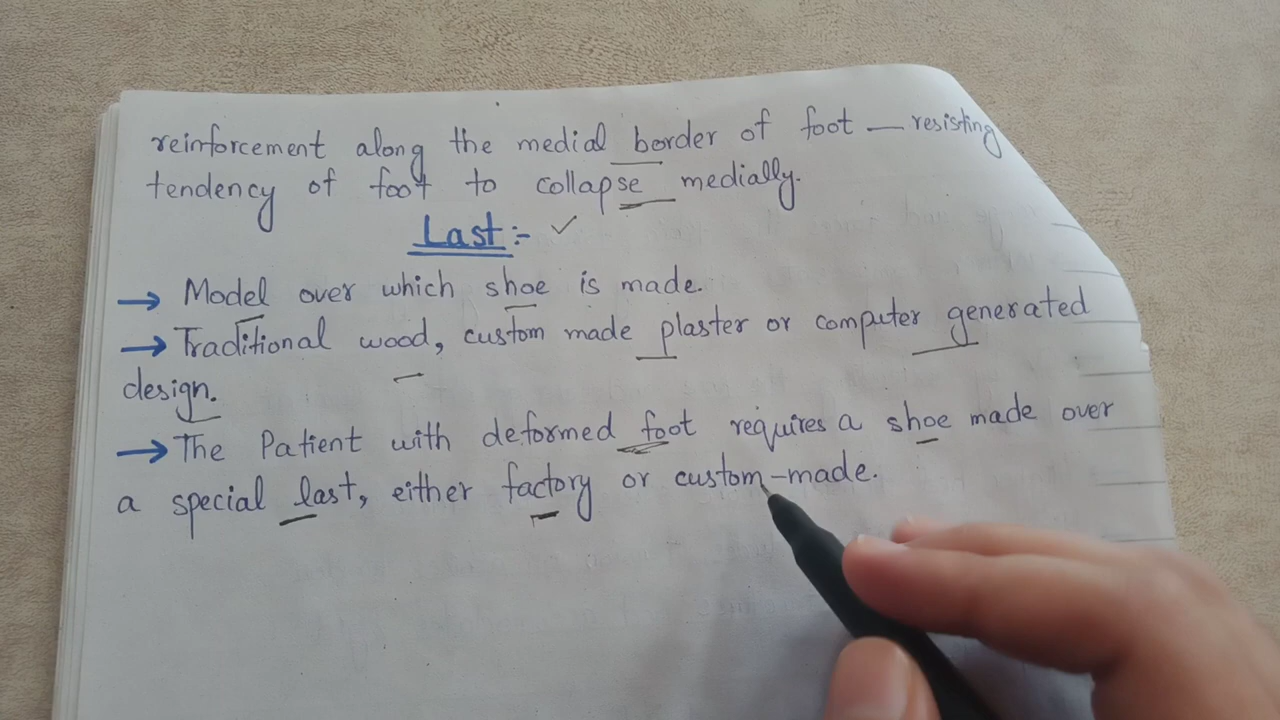 reinforcement along the medial border of foot — resisting
tendency of foot to collapse medially.
Last:- ✓
→ Model over which shoe is made.
→ Traditional wood, custom made plaster or computer generated
design.
→ The Patient with deformed foot requires a shoe made over
a special last, either factory or custom-made.